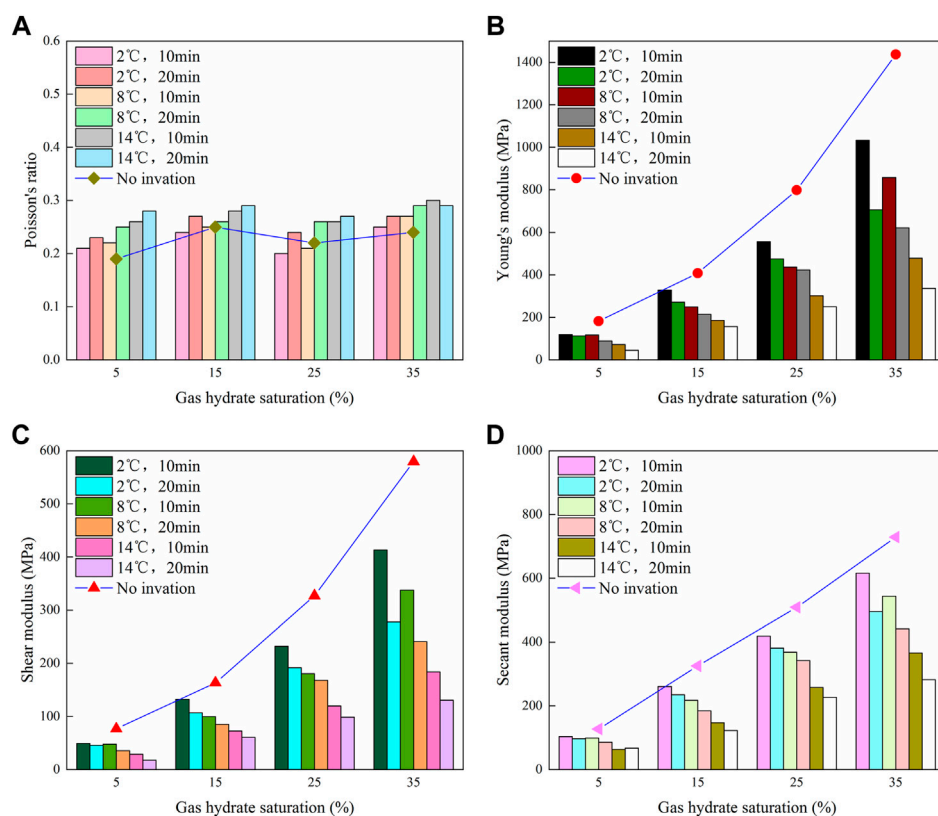 A
0.6
0.5
0.4
0.3
0.2
0.1
0.0
Poisson's ratio
2℃, 10min
2℃, 20min
8℃, 10min
8℃, 20min
14℃, 10min
14℃, 20min
No invation
5 15 25 35
Gas hydrate saturation (%)
B
1400
1200
1000
800
600
400
200
0
Young's modulus (MPa)
2℃, 10min
2℃, 20min
8℃, 10min
8℃, 20min
14℃, 10min
14℃, 20min
No invation
5 15 25 35
Gas hydrate saturation (%)
C
600
500
400
300
200
100
0
Shear modulus (MPa)
2℃, 10min
2℃, 20min
8℃, 10min
8℃, 20min
14℃, 10min
14℃, 20min
No invation
5 15 25 35
Gas hydrate saturation (%)
D
1000
800
600
400
200
0
Seccant modulus (MPa)
2℃, 10min
2℃, 20min
8℃, 10min
8℃, 20min
14℃, 10min
14℃, 20min
No invation
5 15 25 35
Gas hydrate saturation (%)